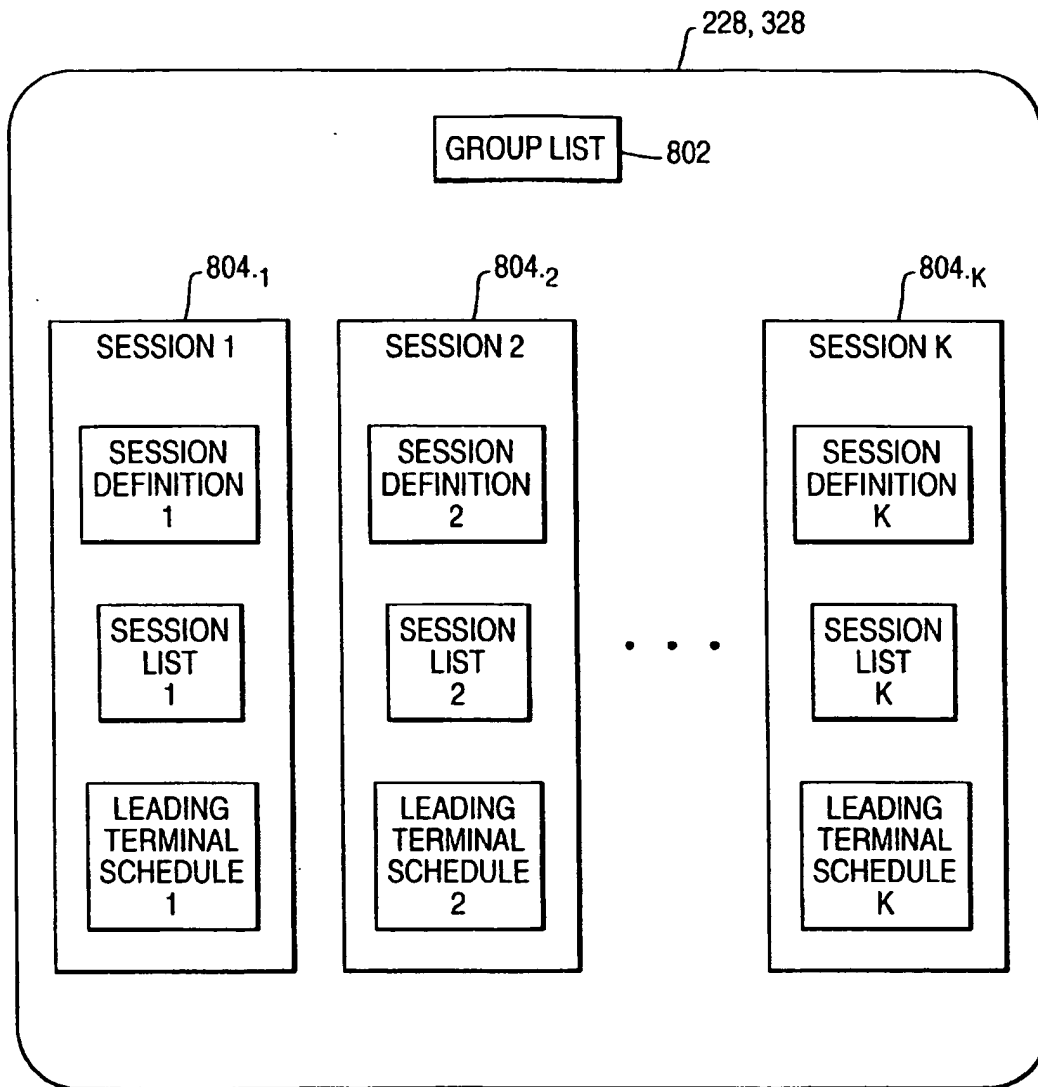 228, 328
GROUP LIST
802
804.1
804.2
804.K
SESSION 1
SESSION 2
SESSION K
SESSION
DEFINITION
1
SESSION
DEFINITION
2
SESSION
DEFINITION
K
SESSION
LIST
1
SESSION
LIST
2
. . .
SESSION
LIST
K
LEADING
TERMINAL
SCHEDULE
1
LEADING
TERMINAL
SCHEDULE
2
LEADING
TERMINAL
SCHEDULE
K